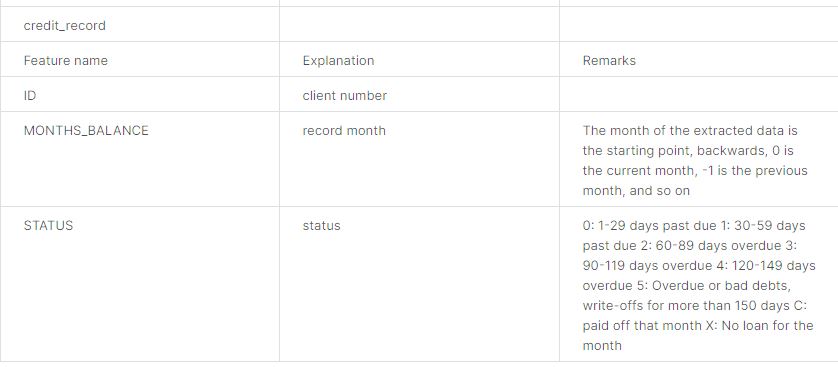 credit_record
Feature name Explanation Remarks
ID client number
MONTHS_BALANCE record month The month of the extracted data is
the starting point, backwards, 0 is
the current month, -1 is the previous
month, and so on
STATUS status 0: 1-29 days past due 1: 30-59 days
past due 2: 60-89 days overdue 3:
90-119 days overdue 4: 120-149 days
overdue 5: Overdue or bad debts,
write-offs for more than 150 days C:
paid off that month X: No loan for the
month